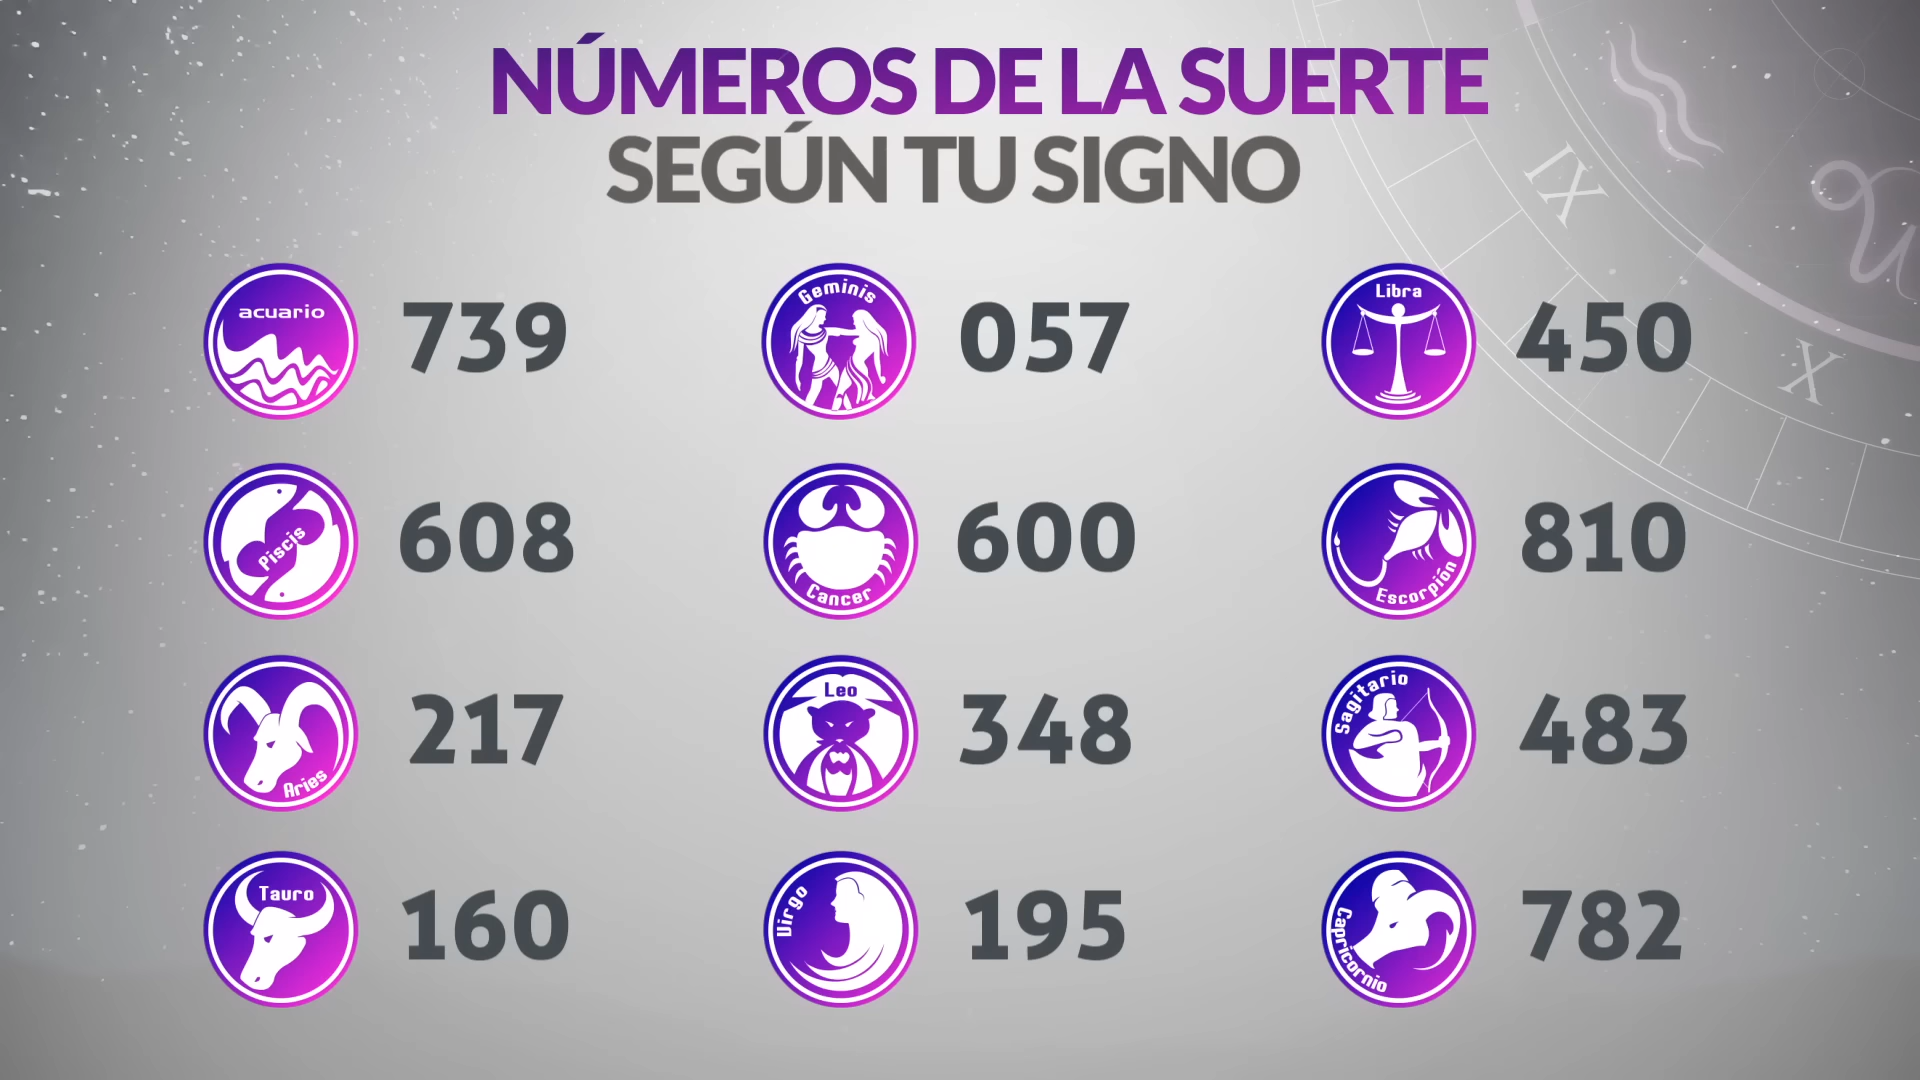 NÚMEROS DE LA SUERTE
SEGÚN TU SIGNO
acuario 739
Geminis 057
Libra 450
Piscis 608
Cancer 600
Escorpión 810
Aries 217
Leo 348
Sagitario 483
Tauro 160
Virgo 195
Capricornio 782
IX
X